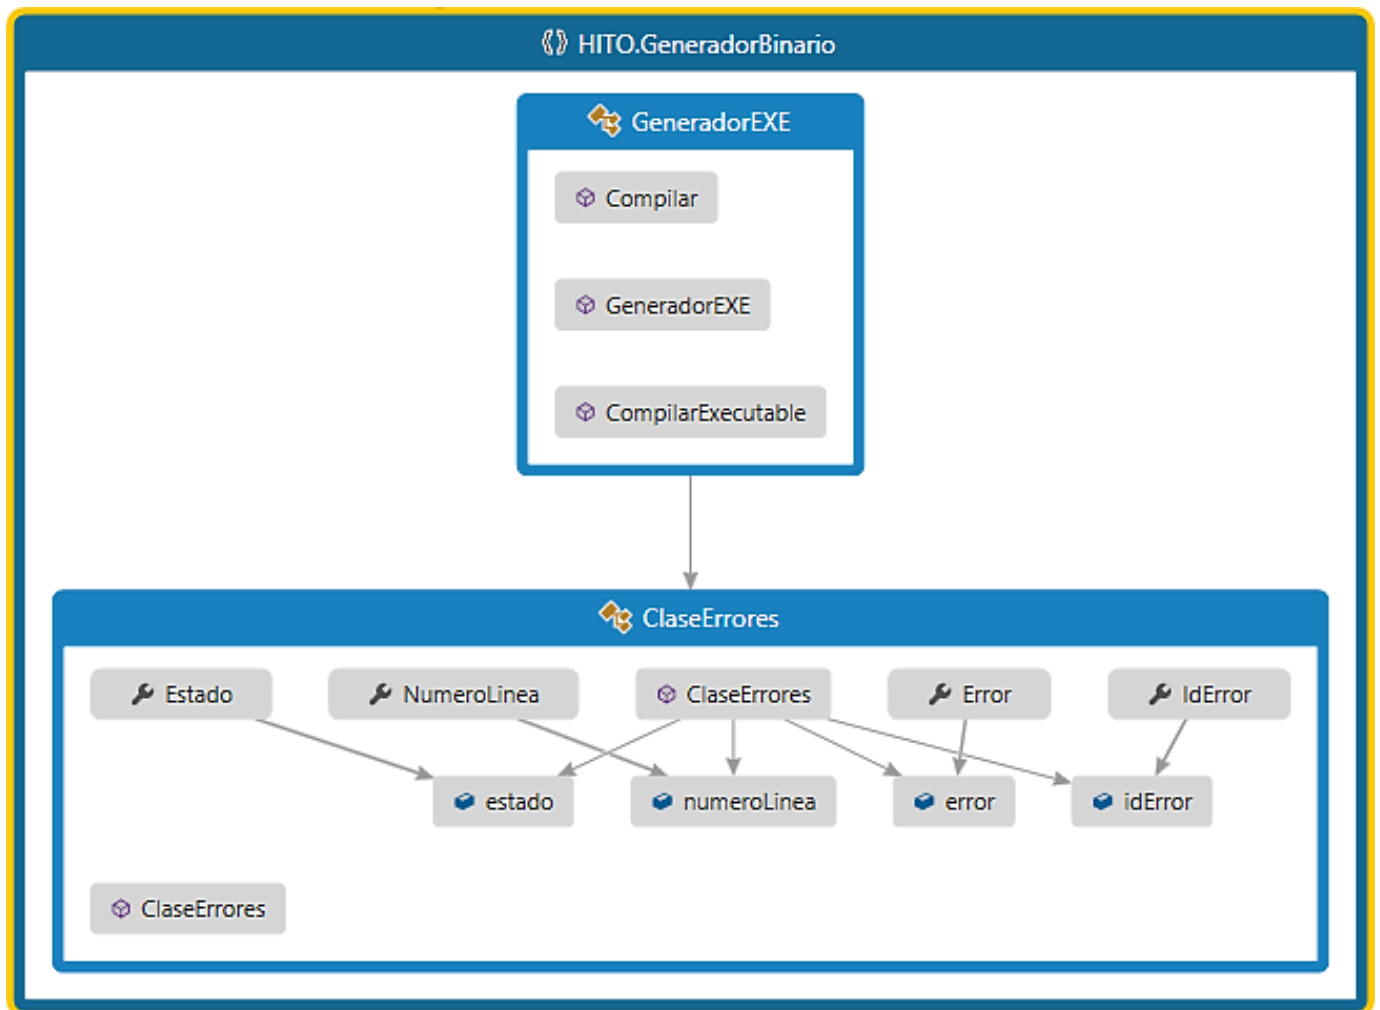 HITO.GeneradorBinario
GeneradorEXE
Compilar
GeneradorEXE
CompilarExecutable
ClaseErrores
Estado NumeroLinea ClaseErrores Error IdError
estado numeroLinea error idError
ClaseErrores